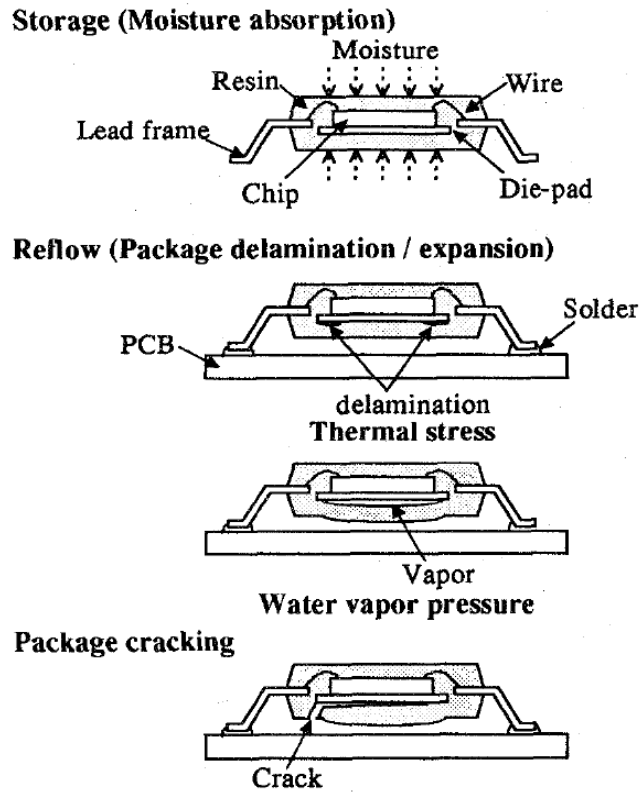 Storage (Moisture absorption)
Moisture
Resin
Wire
Lead frame
Chip
Die-pad
Reflow (Package delamination / expansion)
Solder
PCB
delamination
Thermal stress
Vapor
Water vapor pressure
Package cracking
Crack